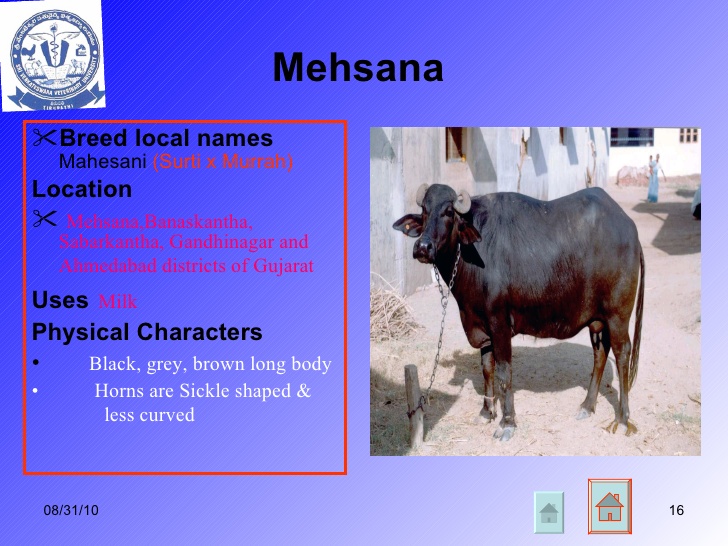 Mehsana
Breed local names
Mahesani (Surti x Murrah)
Location
Mehsana,Banaskantha,
Sabarkantha, Gandhinagar and
Ahmedabad districts of Gujarat
Uses Milk
Physical Characters
• Black, grey, brown long body
• Horns are Sickle shaped &
less curved
08/31/10
16
SRI VENKATESWARA VETERINARY UNIVERSITY
TIRUPATI